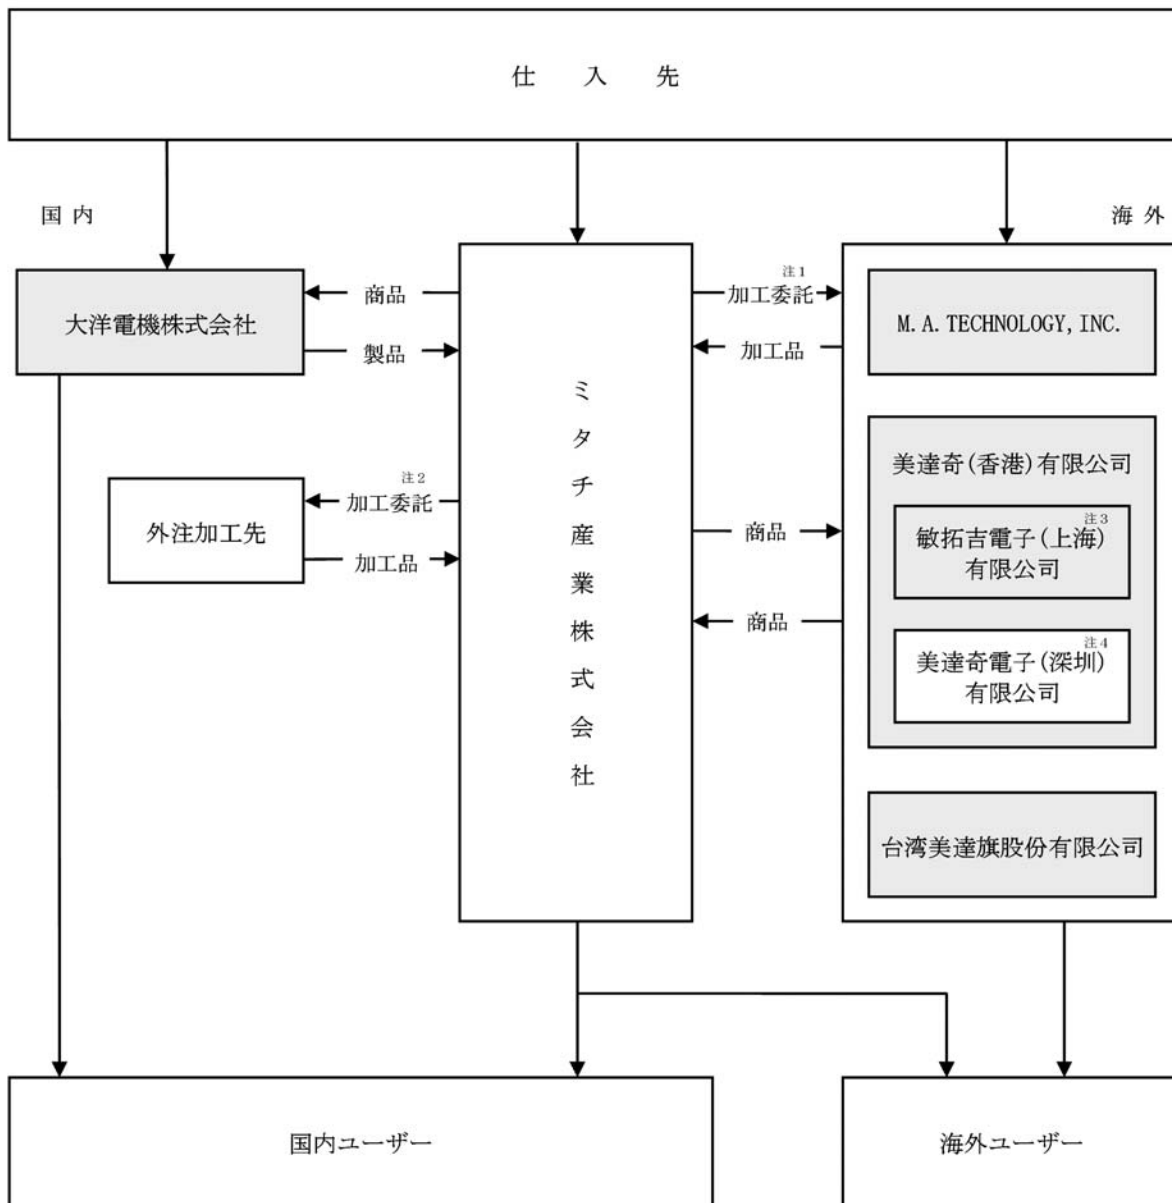 仕入先
国内
海外
大洋電機株式会社
商品
製品
注1
加工委託
加工品
M.A.TECHNOLOGY,INC.
ミタチ産業株式会社
外注加工先
注2
加工委託
加工品
商品
商品
美達奇(香港)有限公司
注3
敏拓吉電子(上海)
有限公司
注4
美達奇電子(深圳)
有限公司
台湾美達旗股份有限公司
国内ユーザー
海外ユーザー